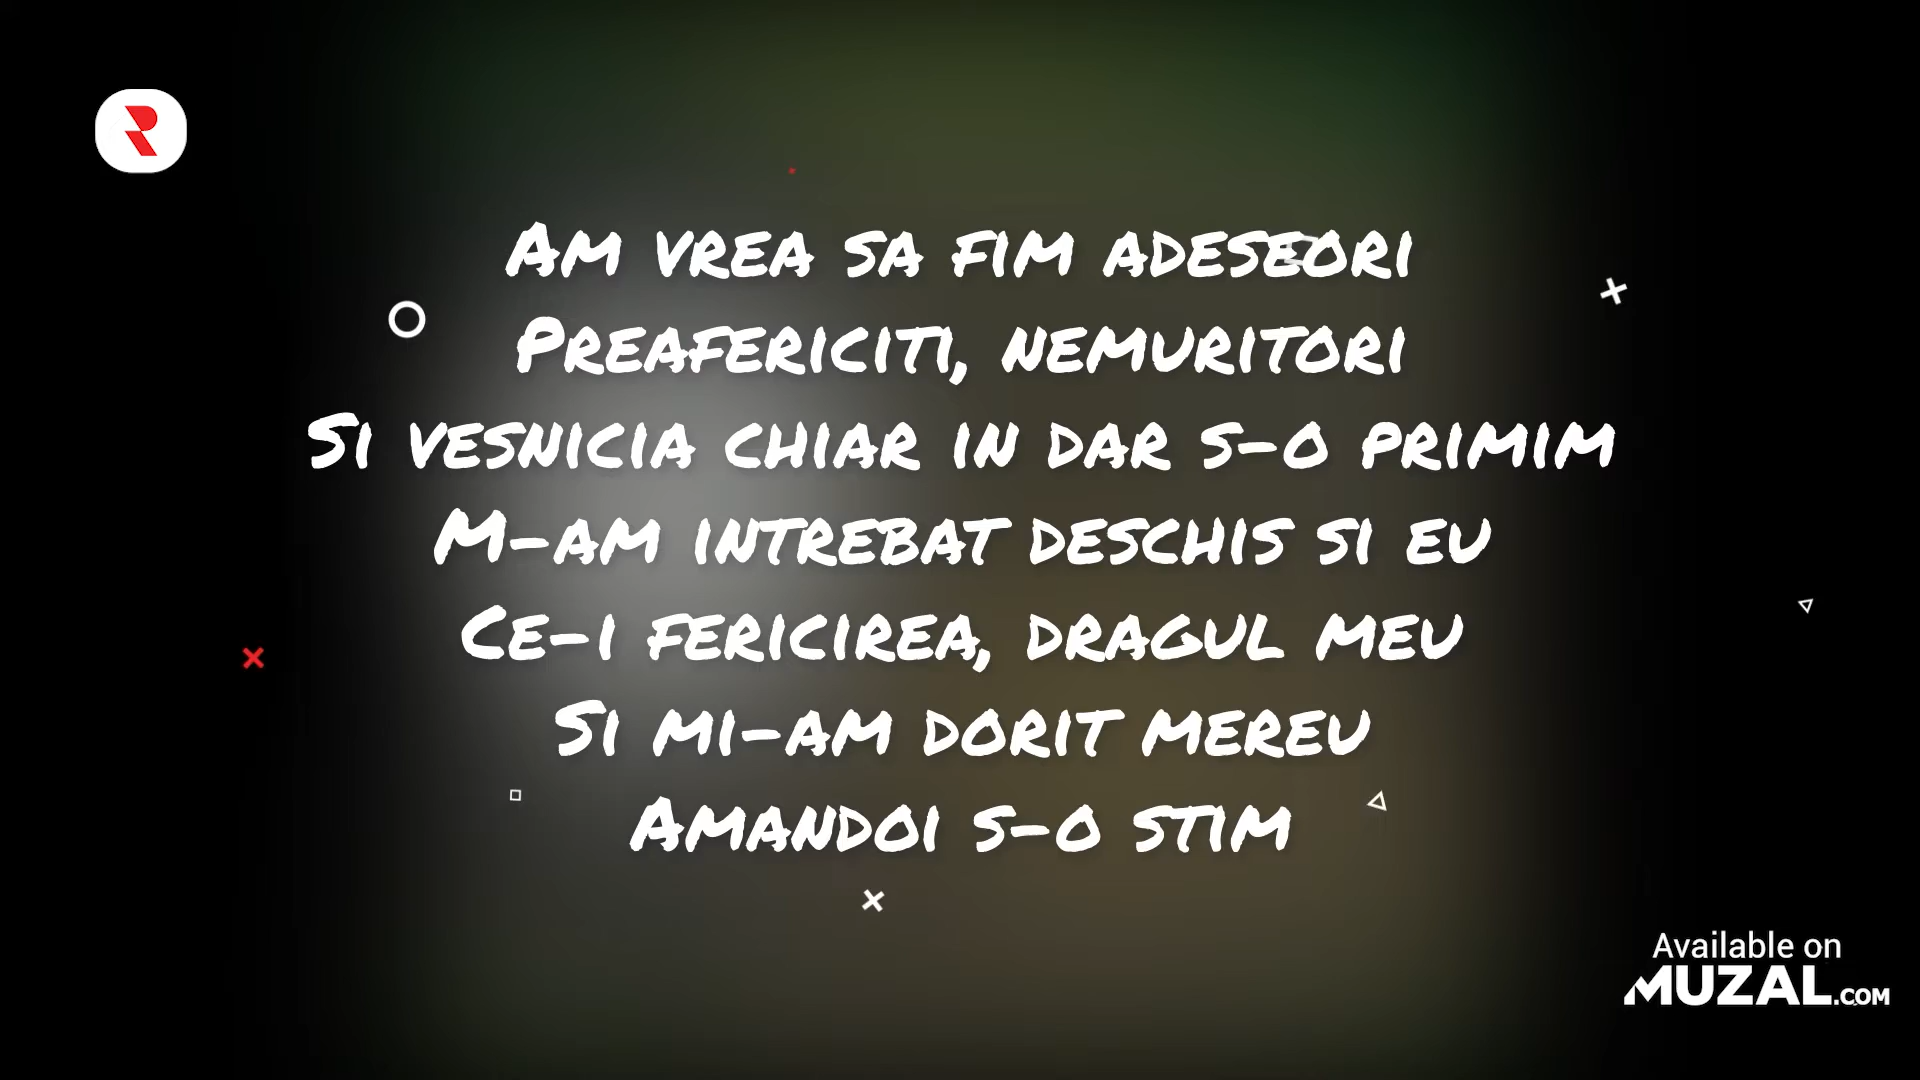 Am vrea sa fim adeseori
Preafericiti, nemuritori
Si vesnicia chiar in dar s-o primim
M-am intrebat deschis si eu
Ce-i fericirea, dragul meu
Si mi-am dorit mereu
Amandoi s-o stim
Available on
MUZAL.COM